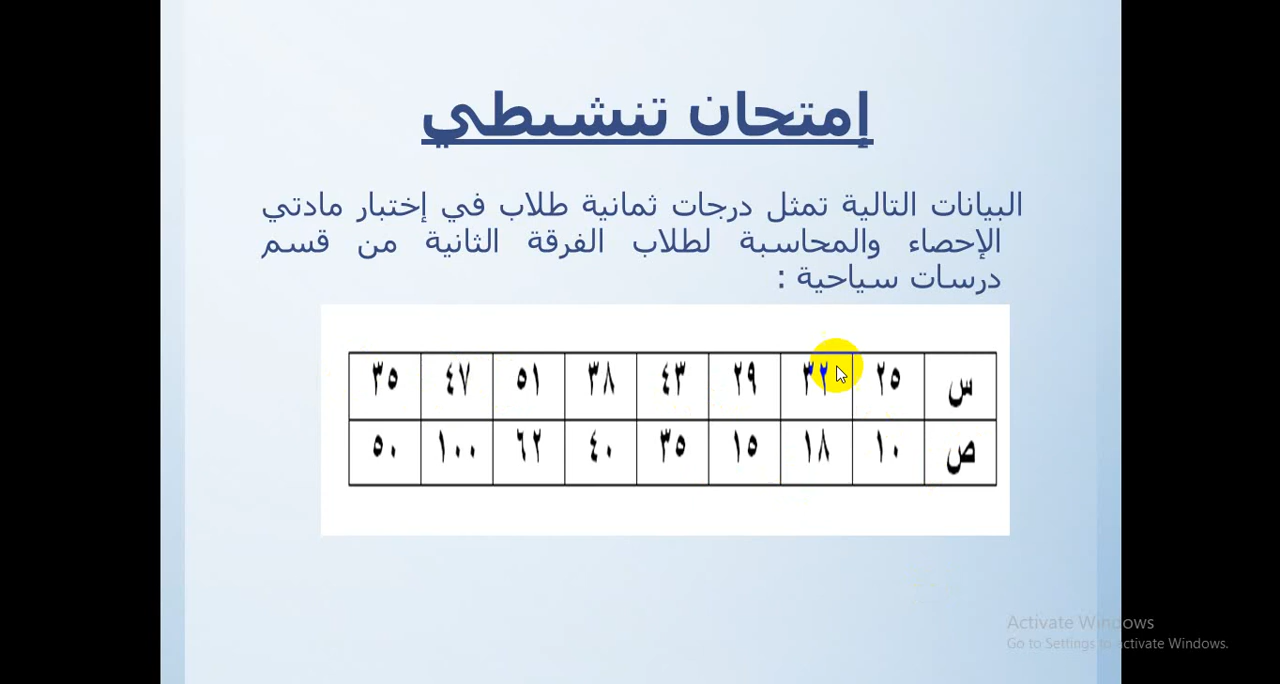 إمتحان تنشيطي
البيانات التالية تمثل درجات ثمانية طلاب في إختبار مادتي
الإحصاء والمحاسبة لطلاب الفرقة الثانية من قسم
درسات سياحية :
س ٢٥ ٣٢ ٢٩ ٤٣ ٣٨ ٥١ ٤٧ ٣٥
ص ١٠ ١٨ ١٥ ٣٥ ٤٠ ٦٢ ١٠٠ ٥٠
Activate Windows
Go to Settings to activate Windows.